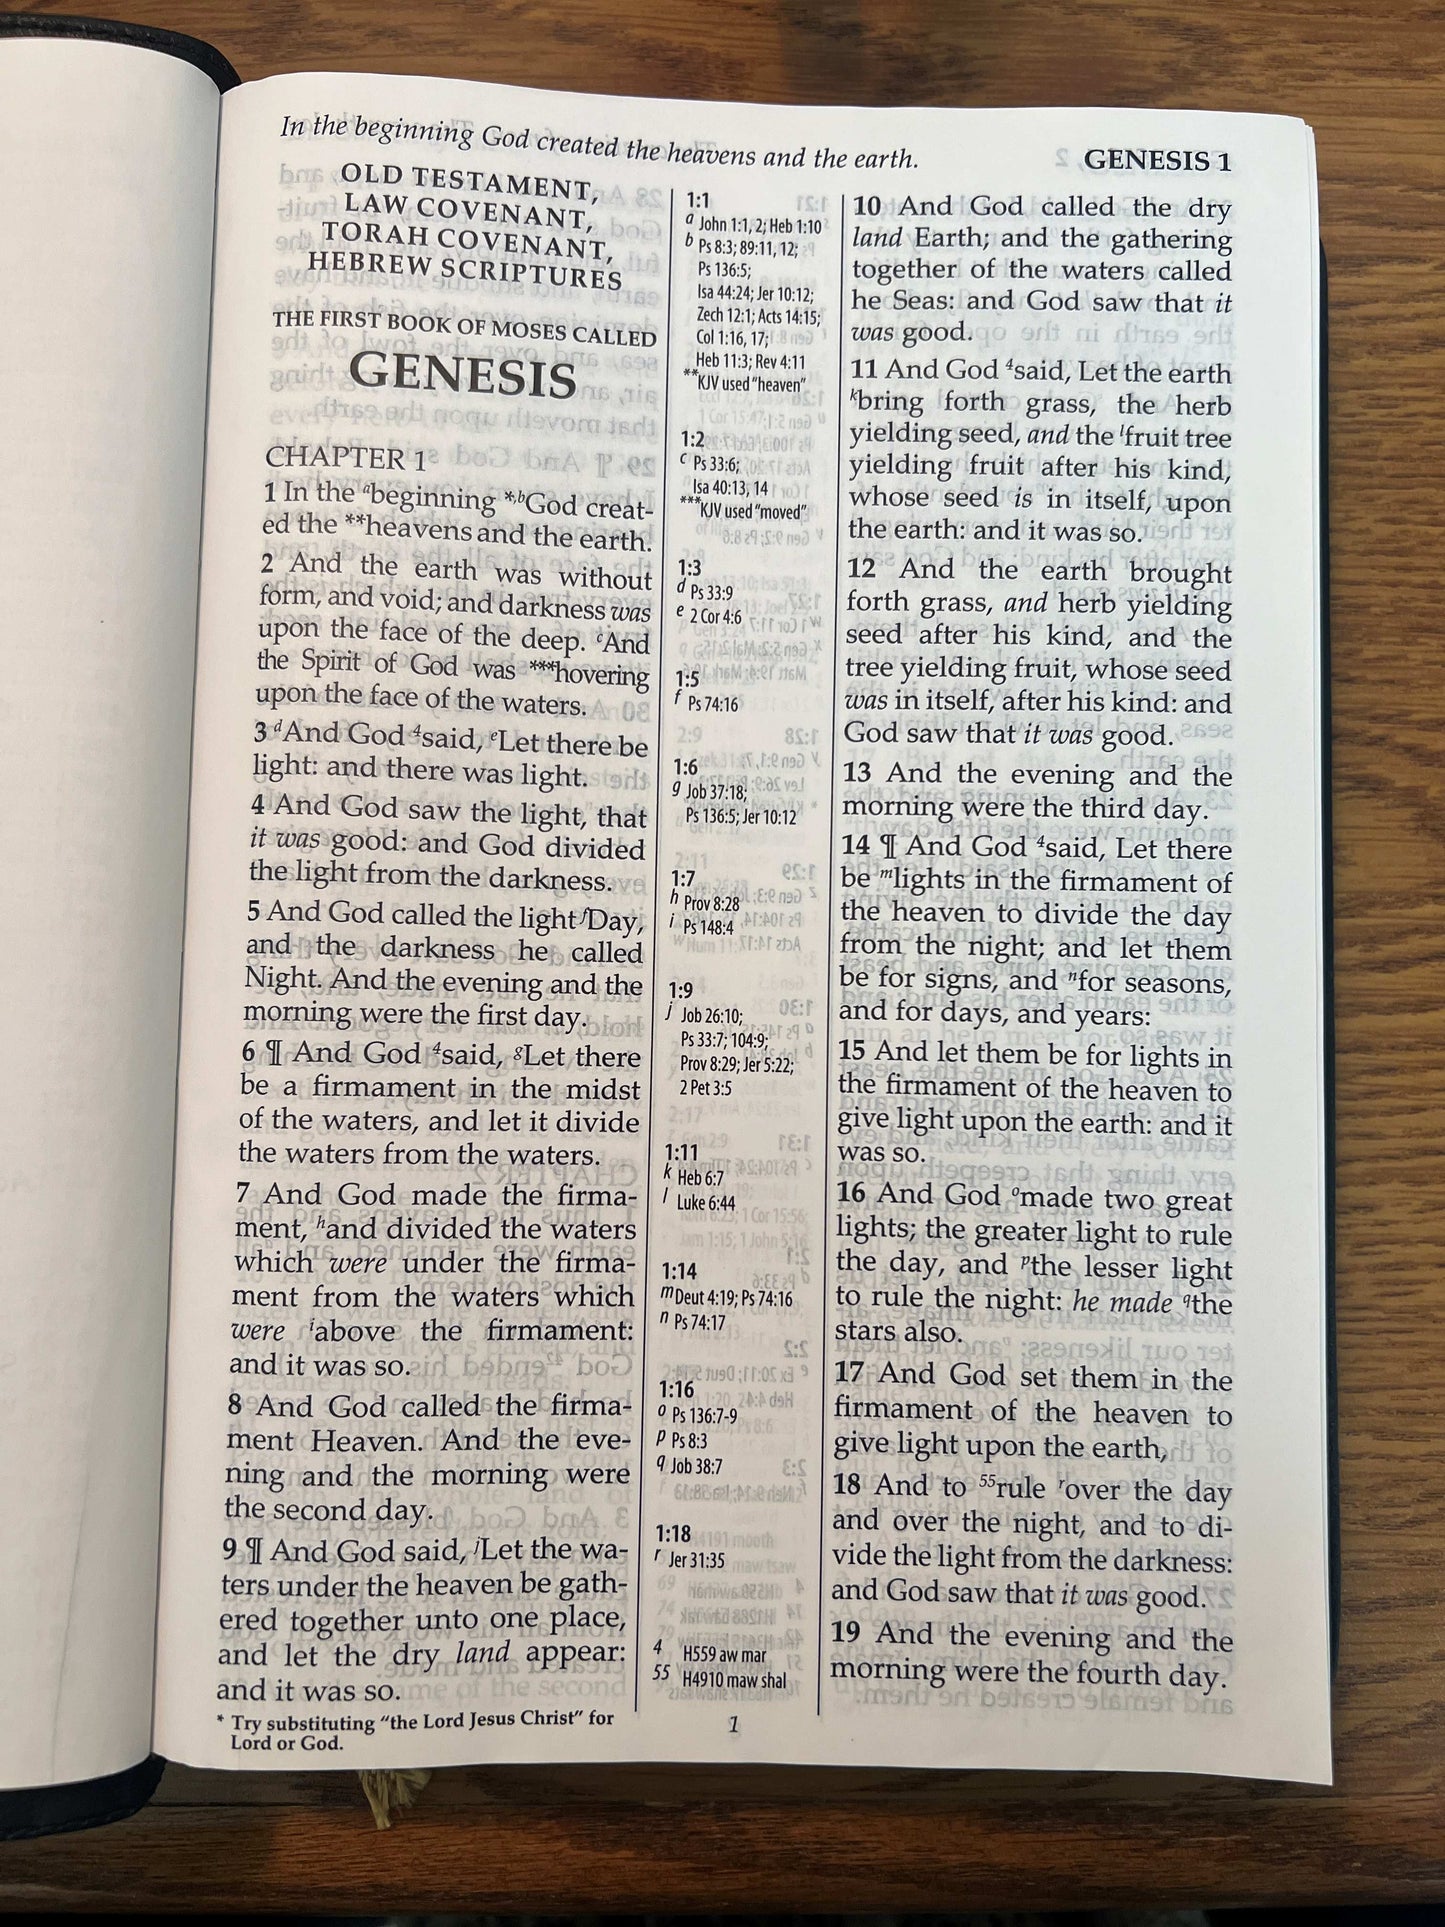 In the beginning God created the heavens and the earth.
GENESIS 1
OLD TESTAMENT,
LAW COVENANT,
TORAH COVENANT,
HEBREW SCRIPTURES
THE FIRST BOOK OF MOSES CALLED
GENESIS
CHAPTER 1
1 In the abeginning *,bGod creat-
ed the **heavens and the earth.
2 And the earth was without
form, and void; and darkness was
upon the face of the deep. cAnd
the Spirit of God was ***hovering
upon the face of the waters.
3 dAnd God 4said, eLet there be
light: and there was light.
4 And God saw the light, that
it was good: and God divided
the light from the darkness.
5 And God called the light fDay,
and the darkness he called
Night. And the evening and the
morning were the first day.
6 ¶ And God 4said, gLet there
be a firmament in the midst
of the waters, and let it divide
the waters from the waters.
7 And God made the firma-
ment, hand divided the waters
which were under the firma-
ment from the waters which
were iabove the firmament:
and it was so.
8 And God called the firma-
ment Heaven. And the eve-
ning and the morning were
the second day.
9 ¶ And God said, jLet the wa-
ters under the heaven be gath-
ered together unto one place,
and let the dry land appear:
and it was so.
* Try substituting “the Lord Jesus Christ” for
Lord or God.
1:1
a John 1:1, 2; Heb 1:10
b Ps 8:3; 89:11, 12;
Ps 136:5;
Isa 44:24; Jer 10:12;
Zech 12:1; Acts 14:15;
Col 1:16, 17;
Heb 11:3; Rev 4:11
**KJV used “heaven”
1:2
c Ps 33:6;
Isa 40:13, 14
***KJV used “moved”
1:3
d Ps 33:9
e 2 Cor 4:6
1:5
f Ps 74:16
1:6
g Job 37:18;
Ps 136:5; Jer 10:12
1:7
h Prov 8:28
i Ps 148:4
1:9
j Job 26:10;
Ps 33:7; 104:9;
Prov 8:29; Jer 5:22;
2 Pet 3:5
1:11
k Heb 6:7
l Luke 6:44
1:14
m Deut 4:19; Ps 74:16
n Ps 74:17
1:16
o Ps 136:7-9
p Ps 8:3
q Job 38:7
1:18
r Jer 31:35
4 H559 aw mar
55 H4910 maw shal
1
10 And God called the dry
land Earth; and the gathering
together of the waters called
he Seas: and God saw that it
was good.
11 And God 4said, Let the earth
kbring forth grass, the herb
yielding seed, and the lfruit tree
yielding fruit after his kind,
whose seed is in itself, upon
the earth: and it was so.
12 And the earth brought
forth grass, and herb yielding
seed after his kind, and the
tree yielding fruit, whose seed
was in itself, after his kind: and
God saw that it was good.
13 And the evening and the
morning were the third day.
14 ¶ And God 4said, Let there
be mlights in the firmament of
the heaven to divide the day
from the night; and let them
be for signs, and nfor seasons,
and for days, and years:
15 And let them be for lights in
the firmament of the heaven to
give light upon the earth: and it
was so.
16 And God omade two great
lights; the greater light to rule
the day, and pthe lesser light
to rule the night: he made qthe
stars also.
17 And God set them in the
firmament of the heaven to
give light upon the earth,
18 And to 55rule rover the day
and over the night, and to di-
vide the light from the darkness:
and God saw that it was good.
19 And the evening and the
morning were the fourth day.